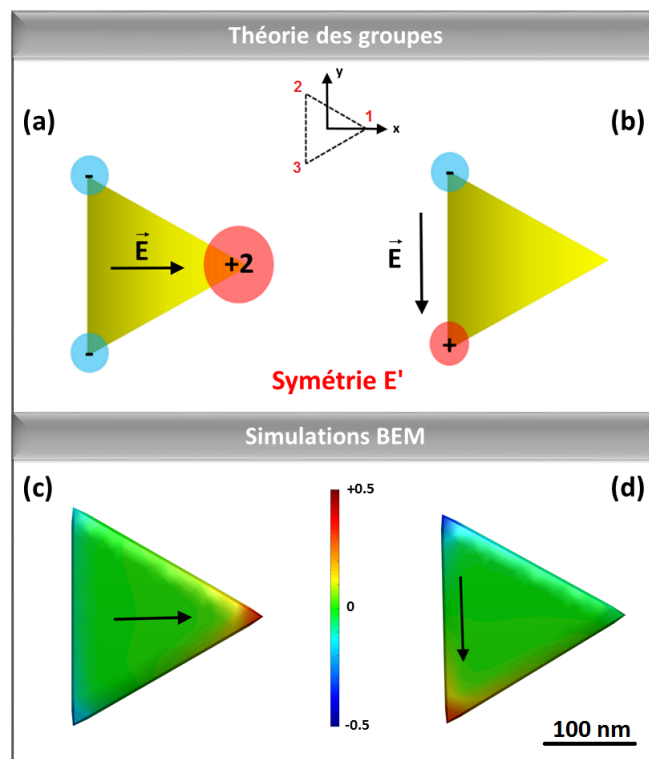 Théorie des groupes
(a)
y
2
1
x
3
(b)
-
E
+2
-
-
E
+
Symétrie E'
Simulations BEM
(c)
+0.5
0
-0.5
(d)
100 nm